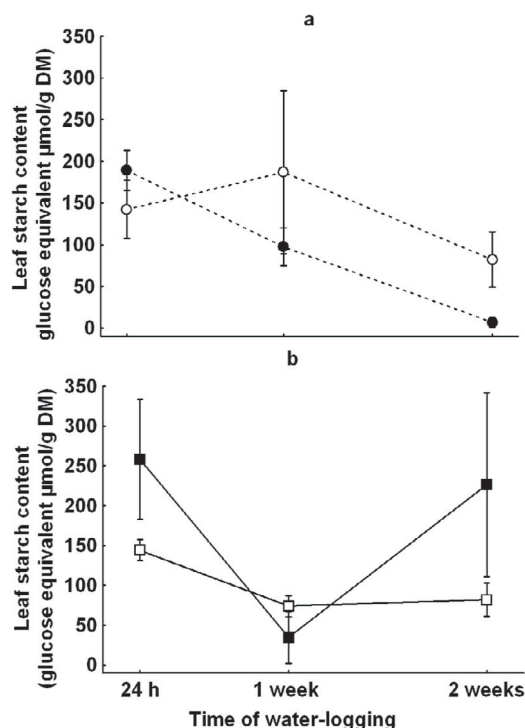 a
Leaf starch content
glucose equivalent µmol/g DM)
350
300
250
200
150
100
50
0
b
Leaf starch content
(glucose equivalent µmol/g DM)
350
300
250
200
150
100
50
0
24 h 1 week 2 weeks
Time of water-logging